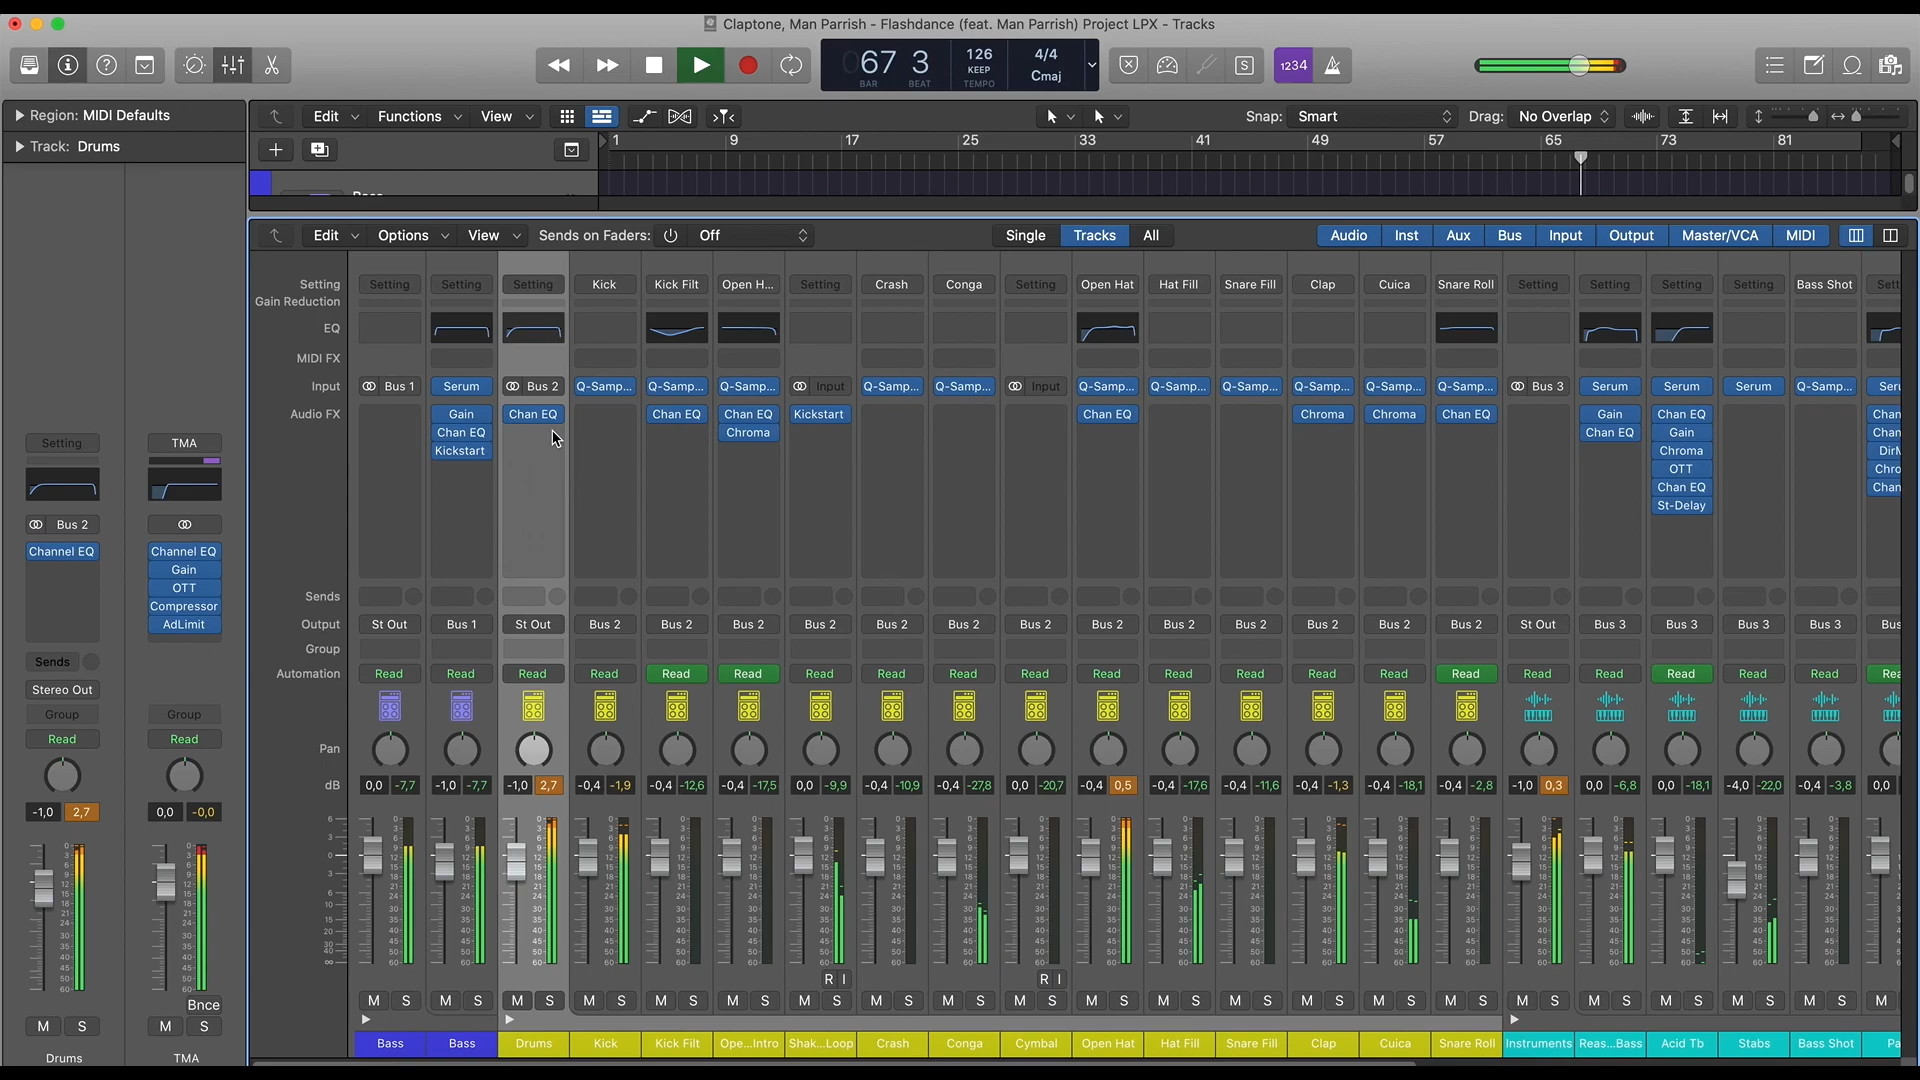 Claptone, Man Parrish - Flashdance (feat. Man Parrish) Project LPX - Tracks
67 3 126 4/4
KEEP Cmaj
BAR BEAT TEMPO
1234
S
Region: MIDI Defaults
Edit Functions View Snap: Smart Drag: No Overlap
Track: Drums
1 9 17 25 33 41 49 57 65 73 81
Edit Options View Sends on Faders: Off Single Tracks All Audio Inst Aux Bus Input Output Master/VCA MIDI
Setting Setting Setting Setting Kick Kick Filt Open H... Setting Crash Conga Setting Open Hat Hat Fill Snare Fill Clap Cuica Snare Roll Setting Setting Setting Setting Bass Shot Sett
Gain Reduction
EQ
MIDI FX
Input Bus 1 Serum Bus 2 Q-Samp... Q-Samp... Q-Samp... Input Q-Samp... Q-Samp... Input Q-Samp... Q-Samp... Q-Samp... Q-Samp... Q-Samp... Q-Samp... Bus 3 Serum Serum Serum Q-Samp... Seru
Audio FX Gain Chan EQ Chan EQ Chan EQ Kickstart Chan EQ Chroma Chroma Chan EQ Gain Chan EQ Chan
Chan EQ Chroma Chan EQ Gain Chan
Kickstart Chroma DirM
OTT Chro
Chan EQ Chan
St-Delay
Setting TMA
Bus 2
Channel EQ Channel EQ
Gain
OTT
Compressor
AdLimit
Sends
Output St Out Bus 1 St Out Bus 2 Bus 2 Bus 2 Bus 2 Bus 2 Bus 2 Bus 2 Bus 2 Bus 2 Bus 2 Bus 2 Bus 2 Bus 2 St Out Bus 3 Bus 3 Bus 3 Bus 3 Bus
Group
Automation Read Read Read Read Read Read Read Read Read Read Read Read Read Read Read Read Read Read Read Read Read Rea
Sends
Stereo Out
Group Group
Read Read
Pan
dB 0,0 -7,7 -1,0 -7,7 -1,0 2,7 -0,4 -1,9 -0,4 -12,6 -0,4 -17,5 0,0 -9,9 -0,4 -10,9 -0,4 -27,8 0,0 -20,7 -0,4 0,5 -0,4 -17,6 -0,4 -11,6 -0,4 -1,3 -0,4 -18,1 -0,4 -2,8 -1,0 0,3 0,0 -6,8 0,0 -18,1 -4,0 -22,0 -0,4 -3,8 0,0
-1,0 2,7 0,0 -0,0
R I R I
M S M S M S M S M S M S M S M S M S M S M S M S M S M S M S M S M S M S M S M S M S M
Bnce
M S M S
Bass Bass Drums Kick Kick Filt Ope...Intro Shak...Loop Crash Conga Cymbal Open Hat Hat Fill Snare Fill Clap Cuica Snare Roll Instruments Reas...Bass Acid Tb Stabs Bass Shot Pa
Drums TMA